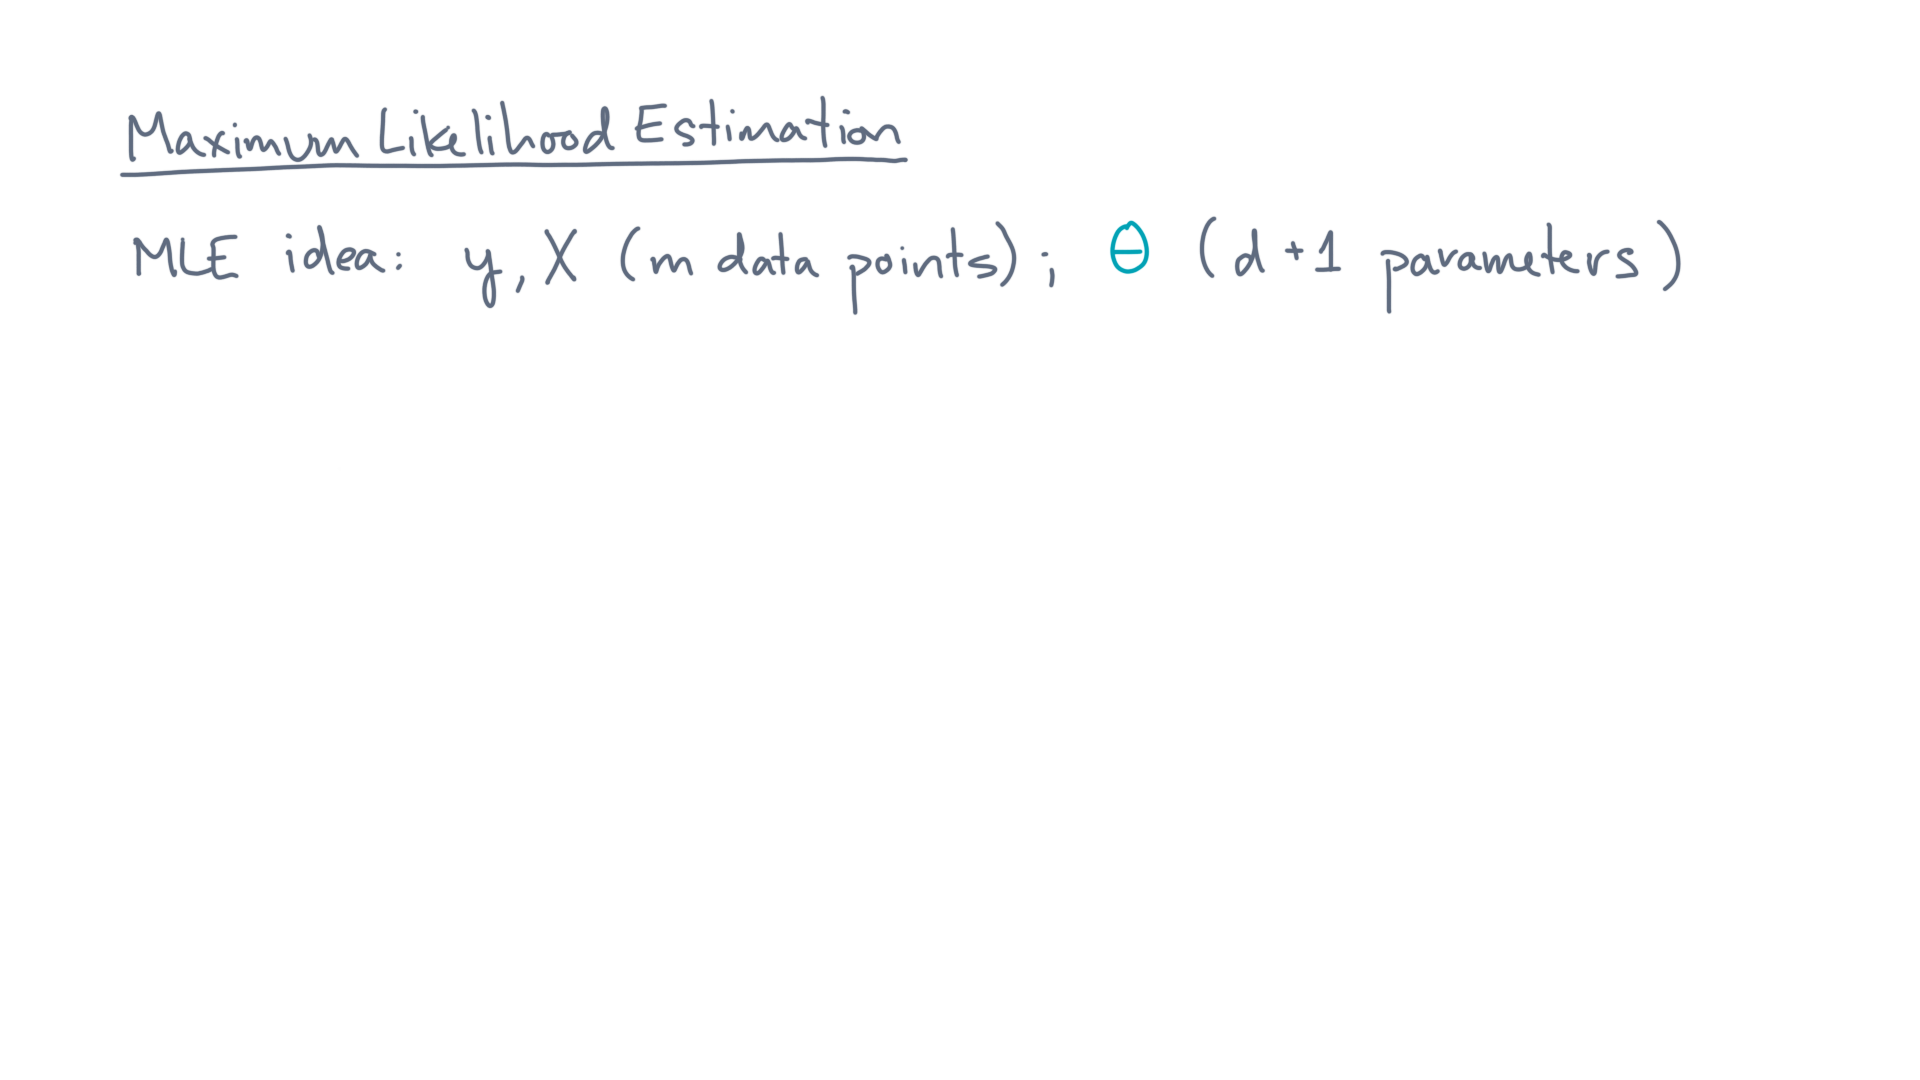 Maximum Likelihood Estimation
MLE idea: y, X (m data points); θ (d+1 parameters)